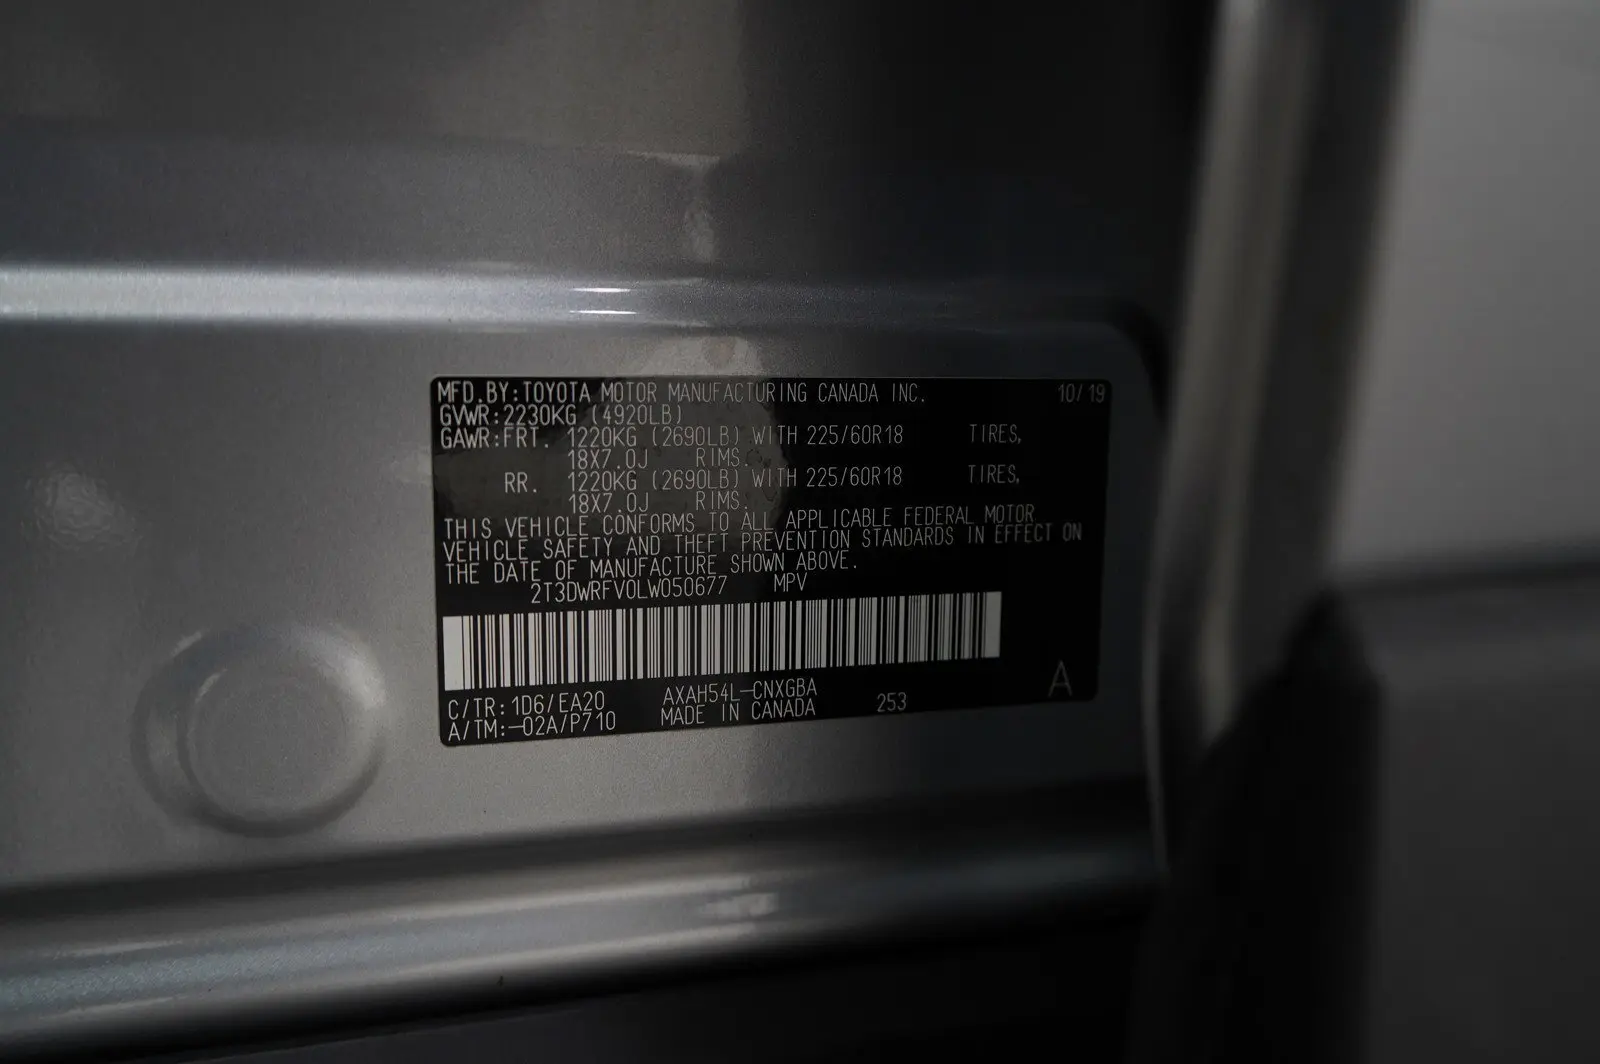 MFD.BY:TOYOTA MOTOR MANUFACTURING CANADA INC. 10/19
GVWR:2230KG (4920LB)
GAWR:FRT. 1220KG (2690LB) WITH 225/60R18 TIRES,
18X7.0J RIMS.
RR. 1220KG (2690LB) WITH 225/60R18 TIRES,
18X7.0J RIMS.
THIS VEHICLE CONFORMS TO ALL APPLICABLE FEDERAL MOTOR
VEHICLE SAFETY AND THEFT PREVENTION STANDARDS IN EFFECT ON
THE DATE OF MANUFACTURE SHOWN ABOVE.
2T3DWRFV0LW050677 MPV
C/TR:1D6/EA20 AXAH54L-CNXGBA 253 A
A/TM:-02A/P710 MADE IN CANADA